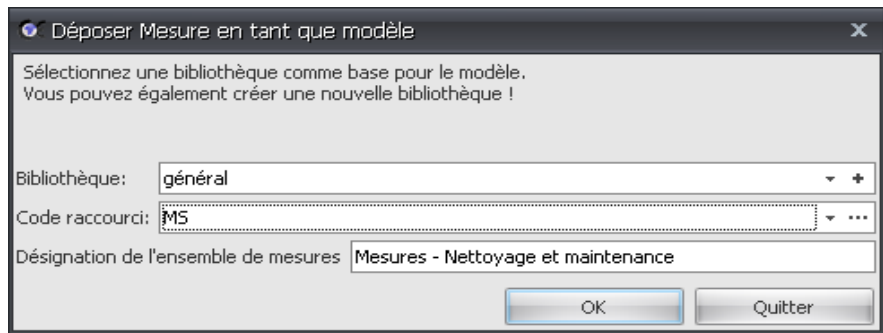 Déposer Mesure en tant que modèle
Sélectionnez une bibliothèque comme base pour le modèle.
Vous pouvez également créer une nouvelle bibliothèque !
Bibliothèque: général
Code raccourci: MS
Désignation de l'ensemble de mesures Mesures - Nettoyage et maintenance
OK Quitter